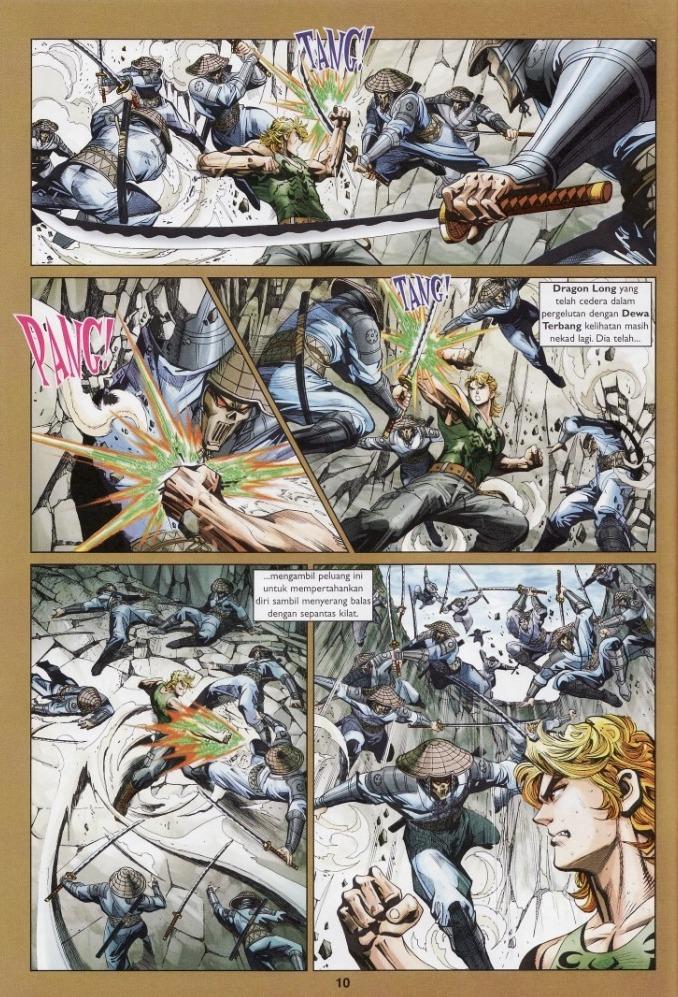 TANG!
PANG!
TANG!
Dragon Long yang
telah cedera dalam
pergelutan dengan Dewa
Terbang kelihatan masih
nekad lagi. Dia telah...
...mengambil peluang ini
untuk mempertahankan
diri sambil menyerang balas
dengan sepantas kilat.
10